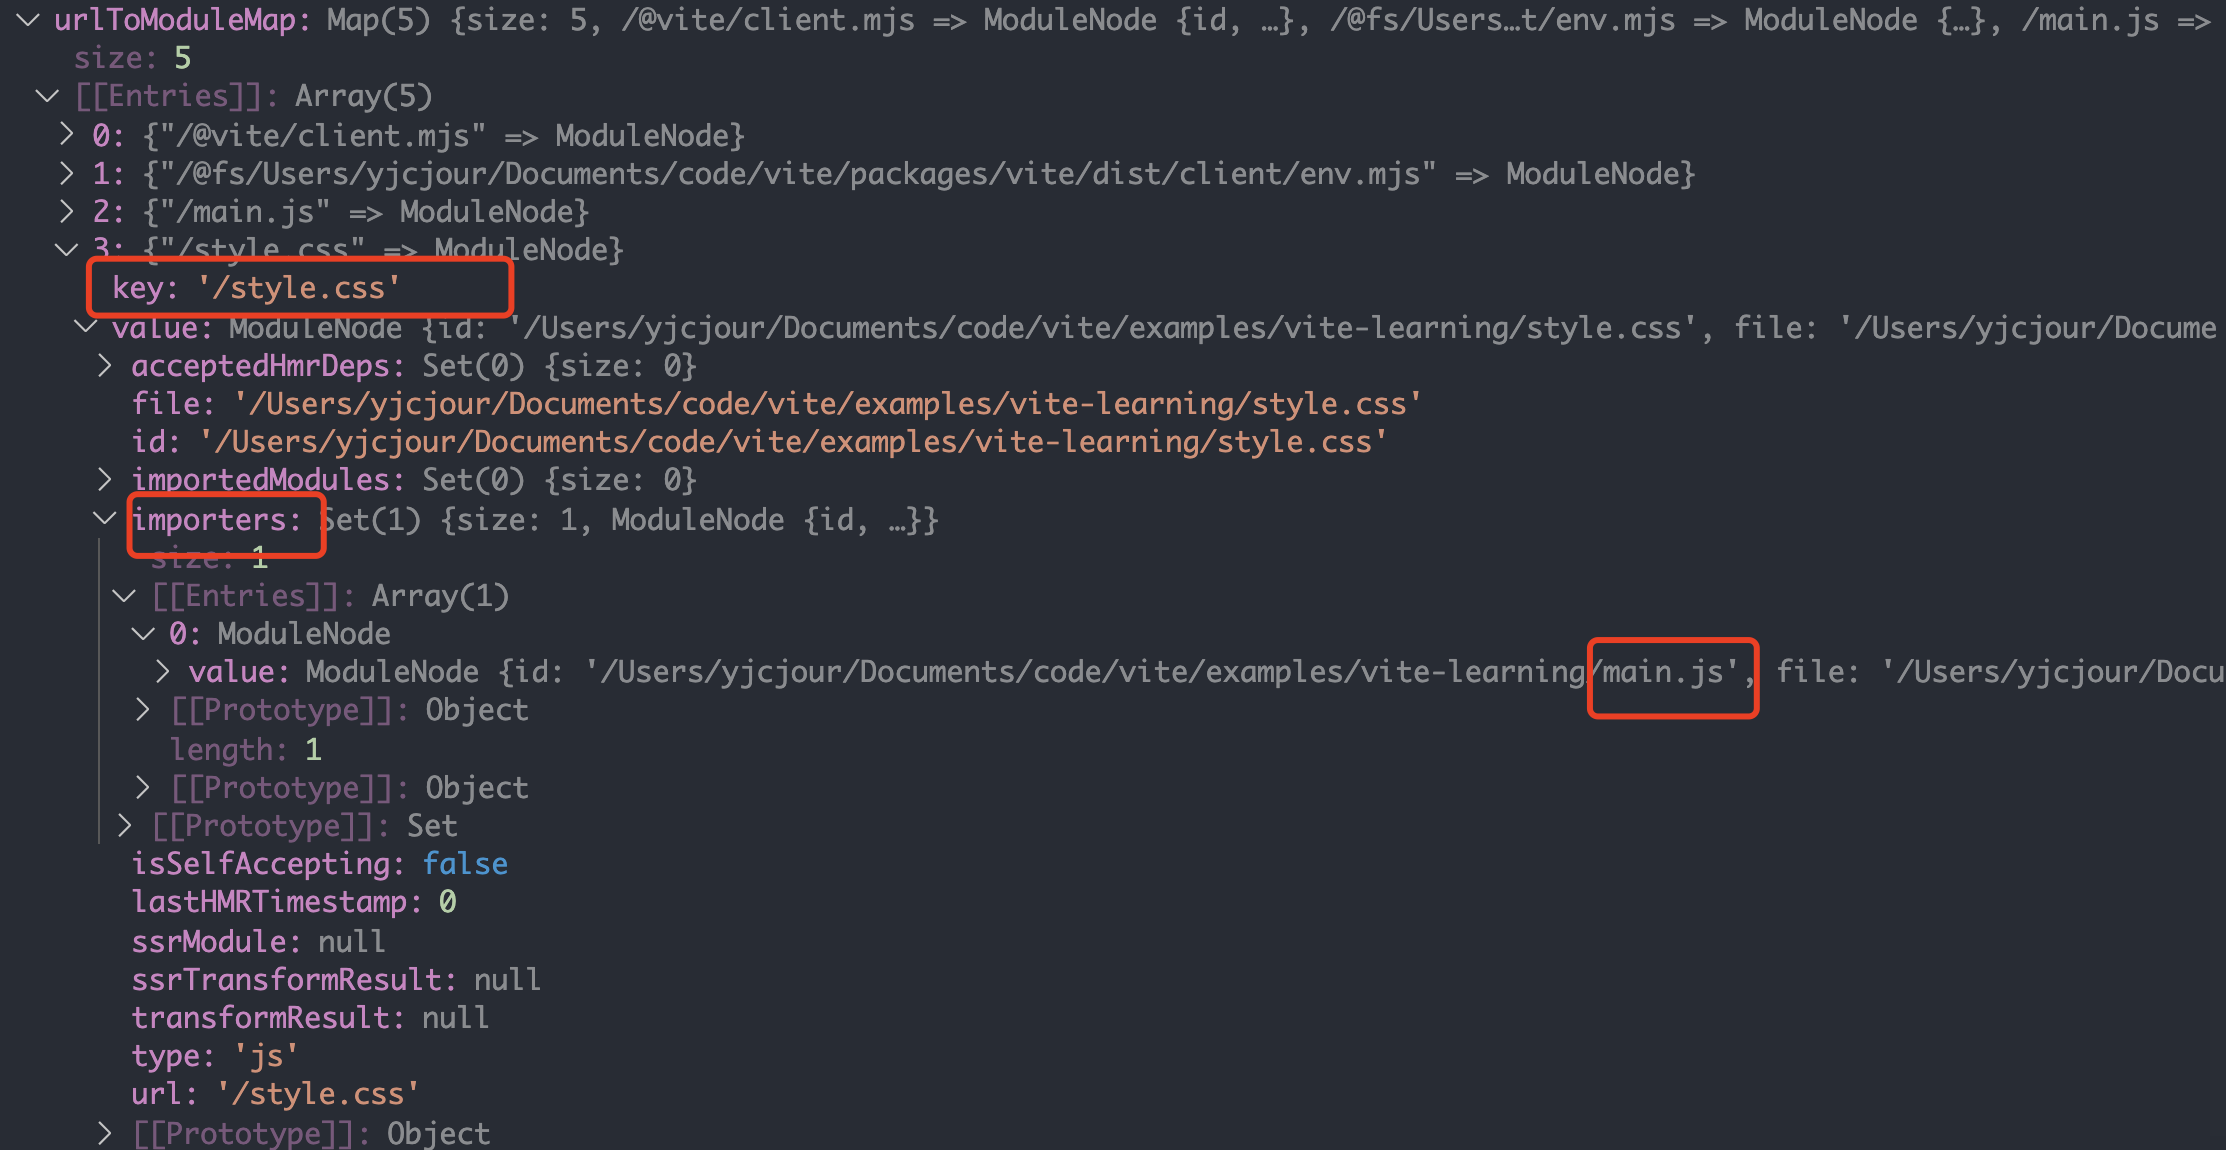 urlToModuleMap: Map(5) {size: 5, /@vite/client.mjs => ModuleNode {id, …}, /@fs/Users…t/env.mjs => ModuleNode {…}, /main.js =>
size: 5
[[Entries]]: Array(5)
0: {"/@vite/client.mjs" => ModuleNode}
1: {"/@fs/Users/yjcjour/Documents/code/vite/packages/vite/dist/client/env.mjs" => ModuleNode}
2: {"/main.js" => ModuleNode}
3: {"/style.css" => ModuleNode}
key: '/style.css'
value: ModuleNode {id: '/Users/yjcjour/Documents/code/vite/examples/vite-learning/style.css', file: '/Users/yjcjour/Docume
acceptedHmrDeps: Set(0) {size: 0}
file: '/Users/yjcjour/Documents/code/vite/examples/vite-learning/style.css'
id: '/Users/yjcjour/Documents/code/vite/examples/vite-learning/style.css'
importedModules: Set(0) {size: 0}
importers: Set(1) {size: 1, ModuleNode {id, …}}
size: 1
[[Entries]]: Array(1)
0: ModuleNode
value: ModuleNode {id: '/Users/yjcjour/Documents/code/vite/examples/vite-learning/main.js', file: '/Users/yjcjour/Docu
[[Prototype]]: Object
length: 1
[[Prototype]]: Object
[[Prototype]]: Set
isSelfAccepting: false
lastHMRTimestamp: 0
ssrModule: null
ssrTransformResult: null
transformResult: null
type: 'js'
url: '/style.css'
[[Prototype]]: Object